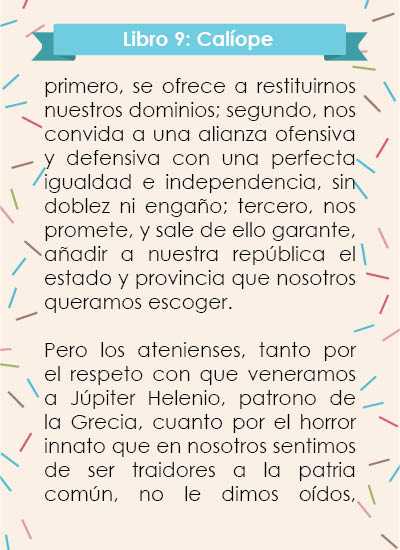 Libro 9: Calíope
primero, se ofrece a restituirnos
nuestros dominios; segundo, nos
convida a una alianza ofensiva
y defensiva con una perfecta
igualdad e independencia, sin
doblez ni engaño; tercero, nos
promete, y sale de ello garante,
añadir a nuestra república el
estado y provincia que nosotros
queramos escoger.
Pero los atenienses, tanto por
el respeto con que veneramos
a Júpiter Helenio, patrono de
la Grecia, cuanto por el horror
innato que en nosotros sentimos
de ser traidores a la patria
común, no le dimos oídos,